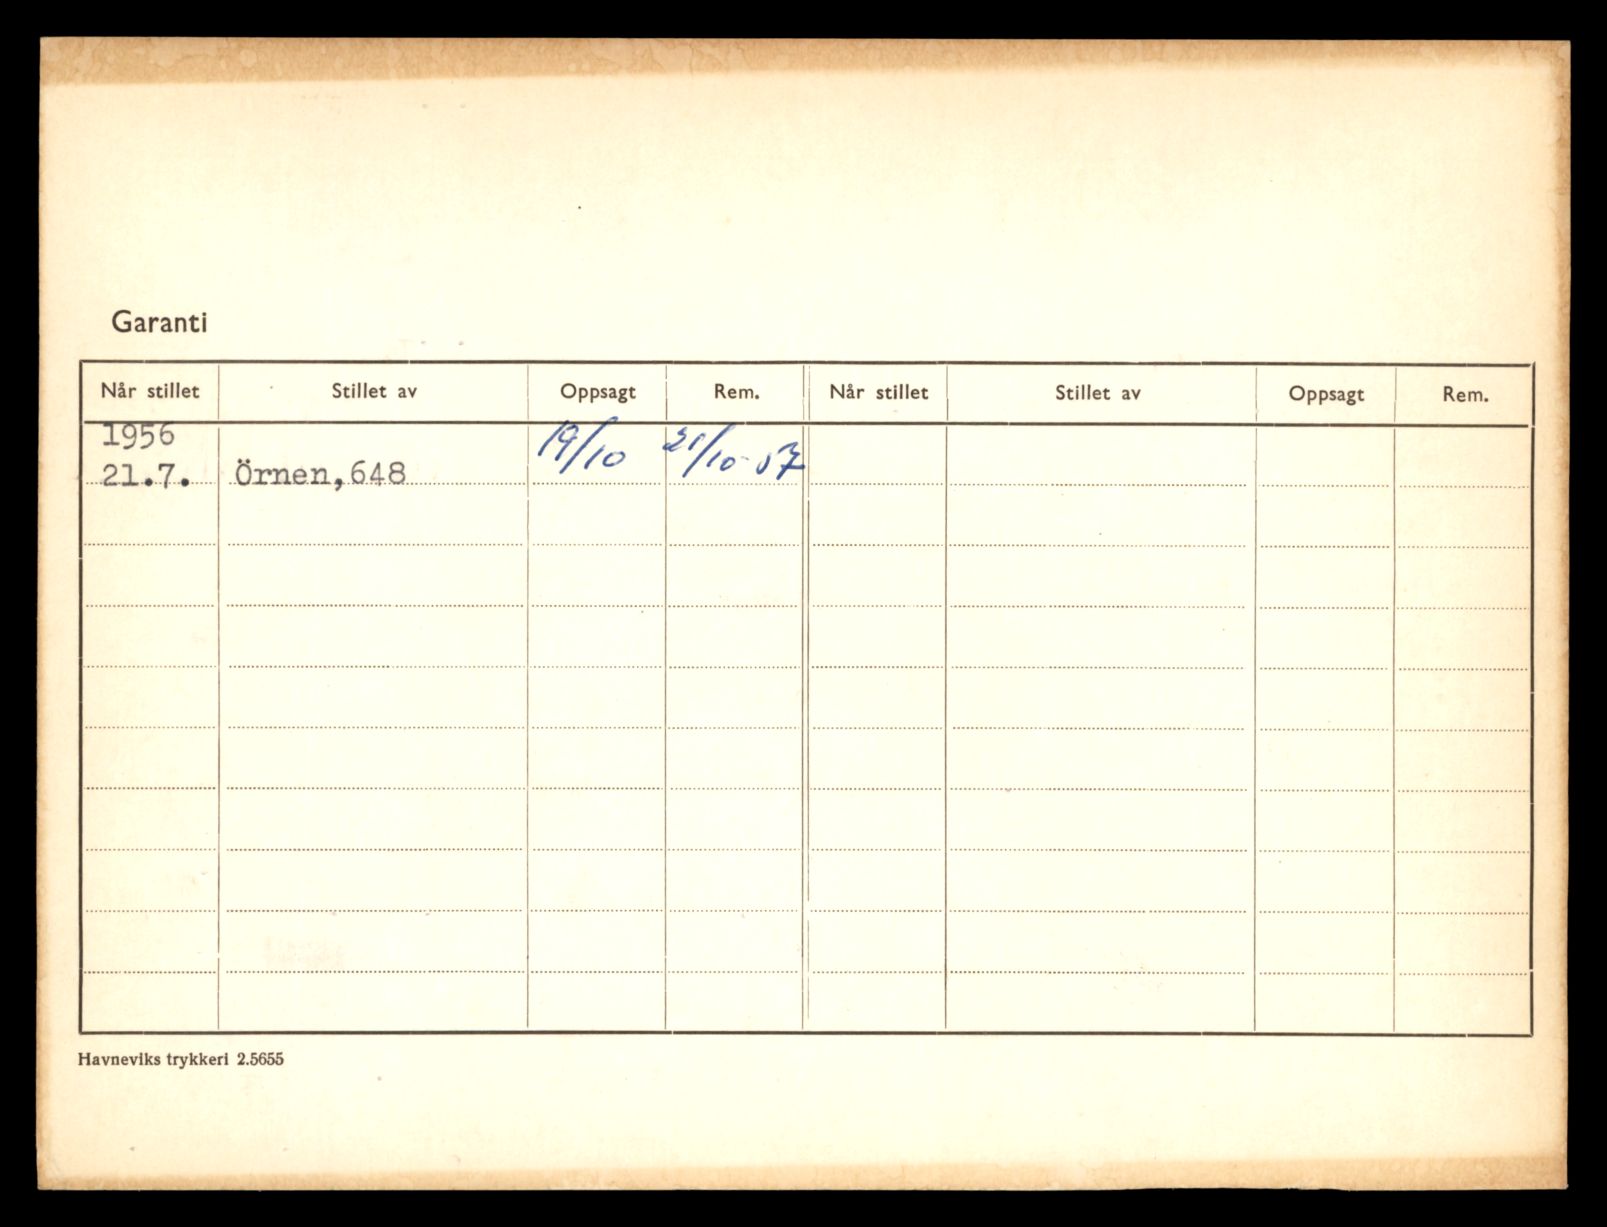 Garanti
Når stillet Stillet av Oppsagt Rem. Når stillet Stillet av Oppsagt Rem.
1956 19/10 21/10-57
21.7. Örnen,648
Havneviks trykkeri 2.5655